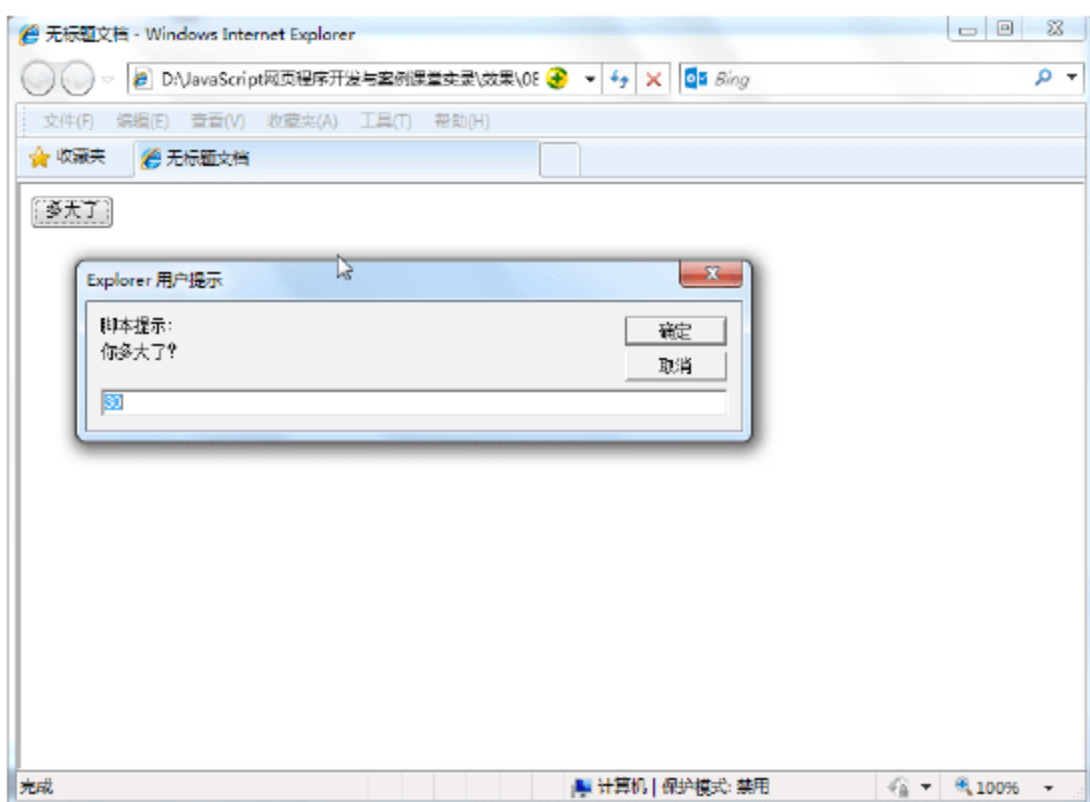 无标题文档 - Windows Internet Explorer
D:\JavaScript网页程序开发与案例课堂实录\效果\08
Bing
文件(F) 编辑(E) 查看(V) 收藏夹(A) 工具(T) 帮助(H)
收藏夹 无标题文档
多大了
Explorer 用户提示
脚本提示:
你多大了?
确定
取消
30
完成 计算机 | 保护模式: 禁用 100%